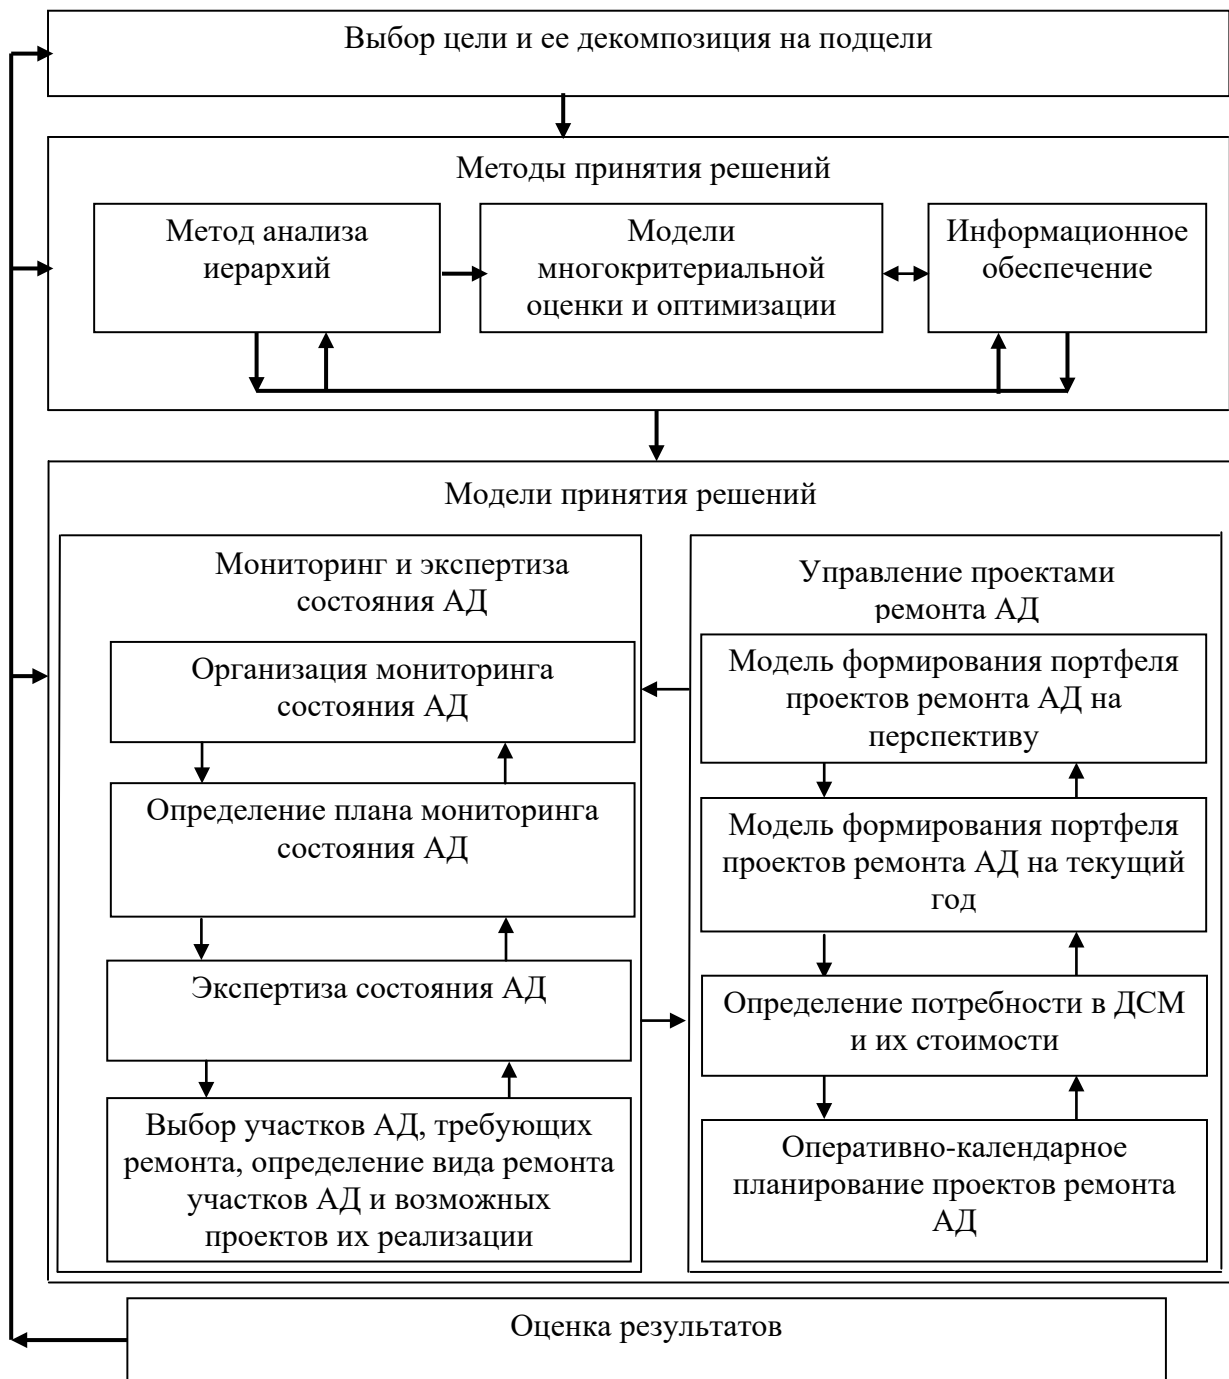 Выбор цели и ее декомпозиция на подцели
Методы принятия решений
Метод анализа
иерархий
Модели
многокритериальной
оценки и оптимизации
Информационное
обеспечение
Модели принятия решений
Мониторинг и экспертиза
состояния АД
Организация мониторинга
состояния АД
Определение плана мониторинга
состояния АД
Экспертиза состояния АД
Выбор участков АД, требующих
ремонта, определение вида ремонта
участков АД и возможных
проектов их реализации
Управление проектами
ремонта АД
Модель формирования портфеля
проектов ремонта АД на
перспективу
Модель формирования портфеля
проектов ремонта АД на текущий
год
Определение потребности в ДСМ
и их стоимости
Оперативно-календарное
планирование проектов ремонта
АД
Оценка результатов